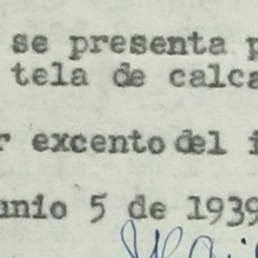 se presenta p
tela de calca
r excento del i
unio 5 de 1939